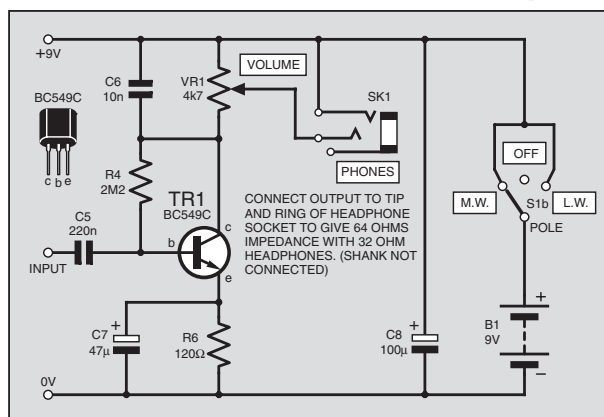 +9V
C6
10n
VR1
4k7
VOLUME
SK1
PHONES
BC549C
c b e
R4
2M2
TR1
BC549C
C5
220n
INPUT
b
c
e
CONNECT OUTPUT TO TIP
AND RING OF HEADPHONE
SOCKET TO GIVE 64 OHMS
IMPEDANCE WITH 32 OHM
HEADPHONES. (SHANK NOT
CONNECTED)
OFF
M.W.
L.W.
S1b
POLE
+
C7
47µ
R6
120Ω
+
C8
100µ
+
B1
9V
−
0V